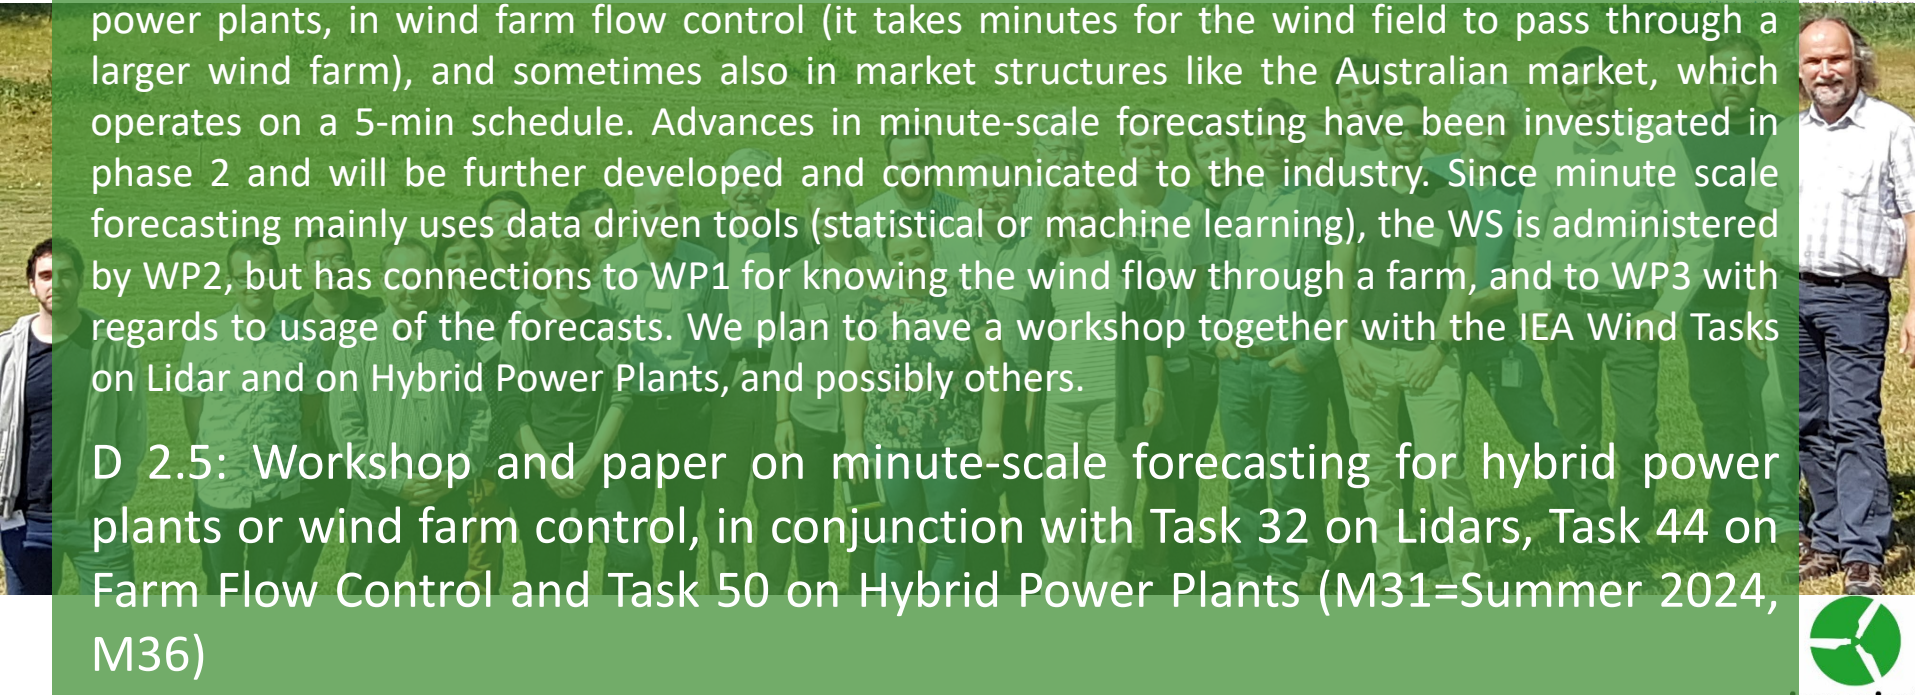 power plants, in wind farm flow control (it takes minutes for the wind field to pass through a
larger wind farm), and sometimes also in market structures like the Australian market, which
operates on a 5-min schedule. Advances in minute-scale forecasting have been investigated in
phase 2 and will be further developed and communicated to the industry. Since minute scale
forecasting mainly uses data driven tools (statistical or machine learning), the WS is administered
by WP2, but has connections to WP1 for knowing the wind flow through a farm, and to WP3 with
regards to usage of the forecasts. We plan to have a workshop together with the IEA Wind Tasks
on Lidar and on Hybrid Power Plants, and possibly others.
D 2.5: Workshop and paper on minute-scale forecasting for hybrid power
plants or wind farm control, in conjunction with Task 32 on Lidars, Task 44 on
Farm Flow Control and Task 50 on Hybrid Power Plants (M31=Summer 2024,
M36)